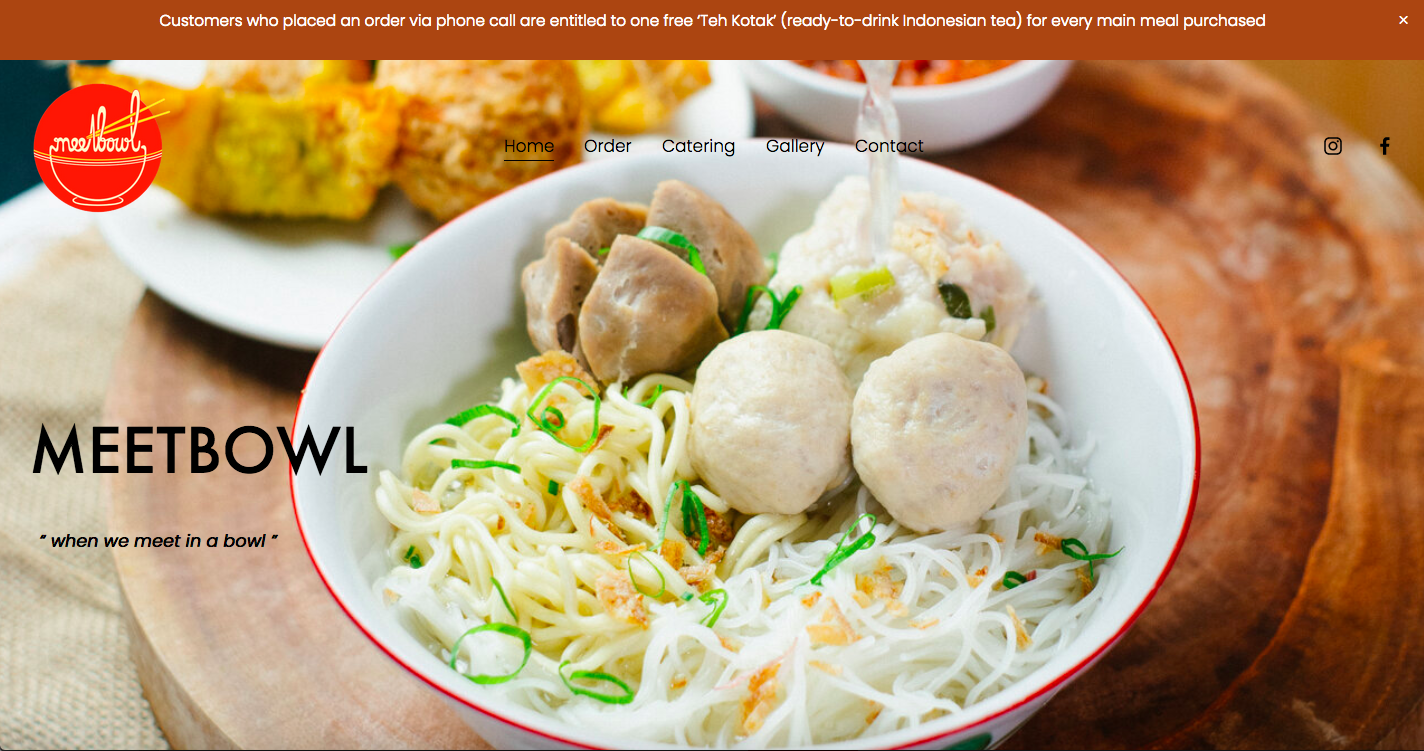 Customers who placed an order via phone call are entitled to one free ‘Teh Kotak’ (ready-to-drink Indonesian tea) for every main meal purchased
×
meetbowl
Home Order Catering Gallery Contact
MEETBOWL
“ when we meet in a bowl ”